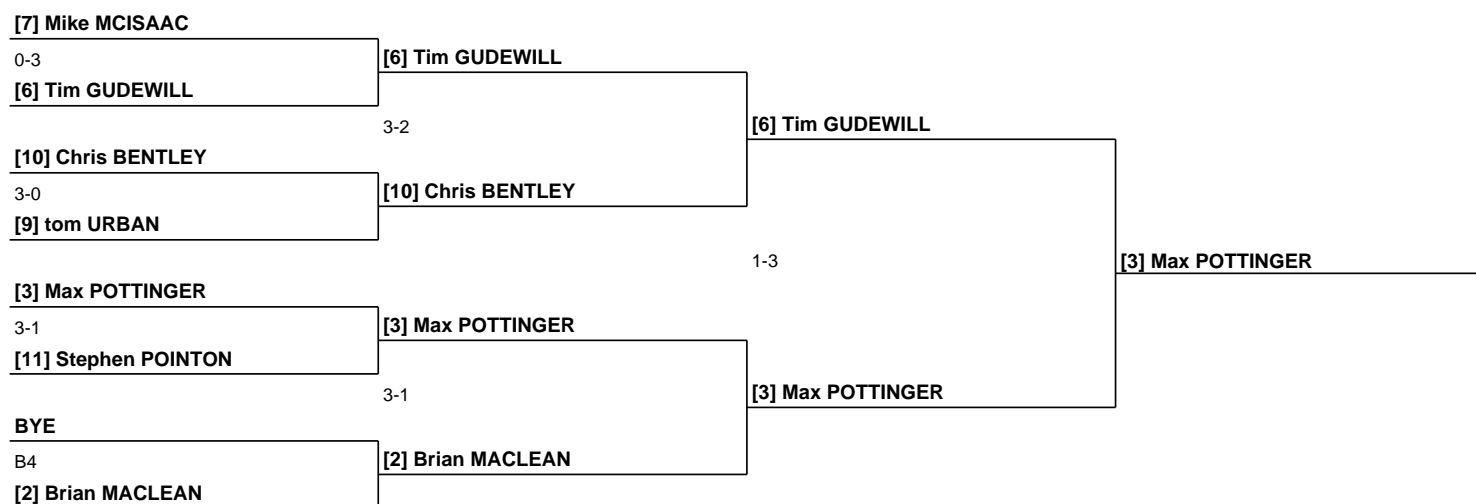 [7] Mike MCISAAC
0-3
[6] Tim GUDEWILL
[6] Tim GUDEWILL
3-2
[6] Tim GUDEWILL
[10] Chris BENTLEY
3-0
[10] Chris BENTLEY
[9] tom URBAN
1-3
[3] Max POTTINGER
[3] Max POTTINGER
3-1
[3] Max POTTINGER
[11] Stephen POINTON
3-1
[3] Max POTTINGER
BYE
B4
[2] Brian MACLEAN
[2] Brian MACLEAN